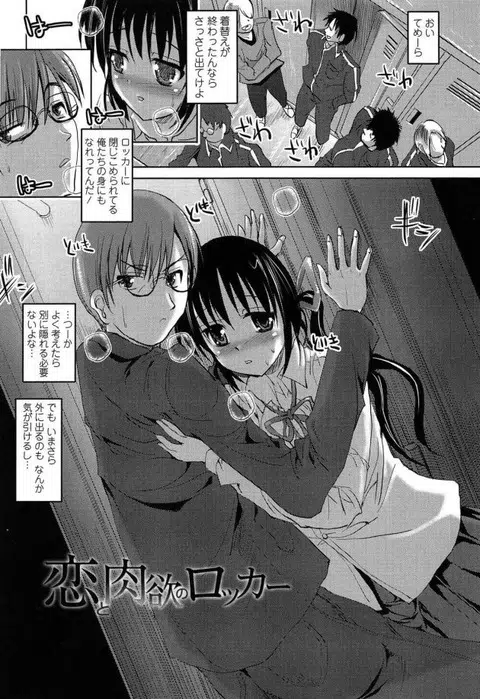 おい
てめーら
ざわ
ざわ
ざわ
着替えが
終わったんなら
さっさと出てけよ
はーはー
ロッカーに
閉じこめられてる
俺たちの身にも
なれってんだ!
ギシッ
どき
どき
ギシ
…つーか
よく考えたら
別に隠れる必要
ないよな…
でも いまさら
外に出るのも なんか
気が引けるし…
恋と肉欲のロッカー